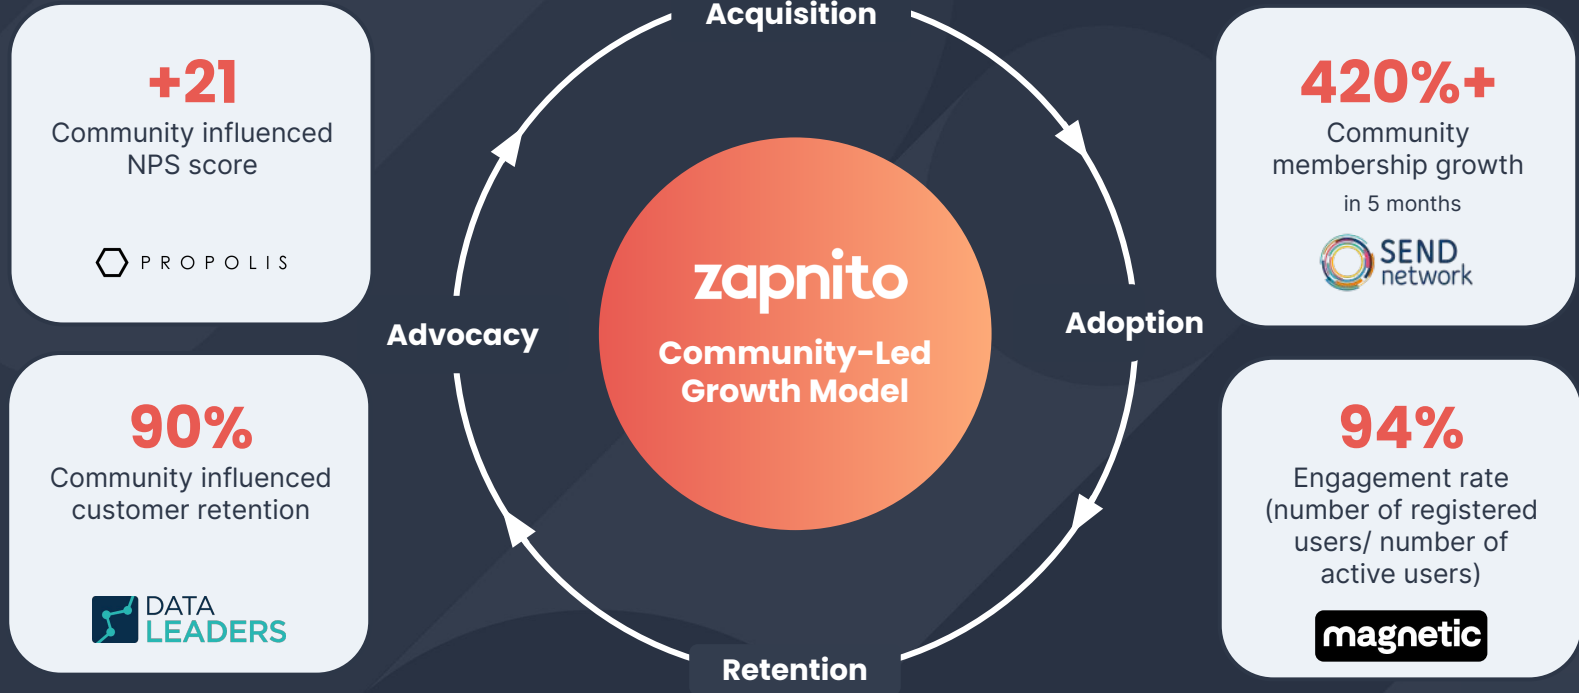 Acquisition
+21
Community influenced
NPS score
PROPOLIS
420%+
Community
membership growth
in 5 months
SEND
network
zapnito
Community-Led
Growth Model
Advocacy
Adoption
90%
Community influenced
customer retention
DATA
LEADERS
94%
Engagement rate
(number of registered
users/ number of
active users)
magnetic
Retention